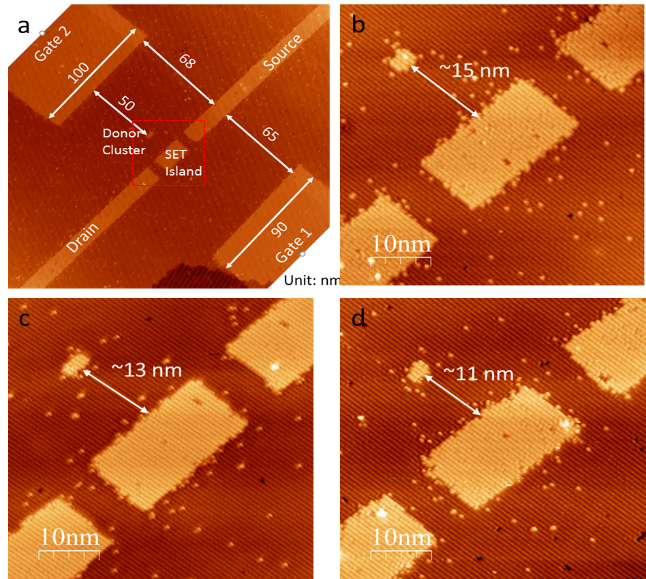 a
Gate 2
100
68
Source
50
Donor
Cluster
SET
Island
65
Drain
90
Gate 1
Unit: nm
b
~15 nm
10nm
c
~13 nm
10nm
d
~11 nm
10nm